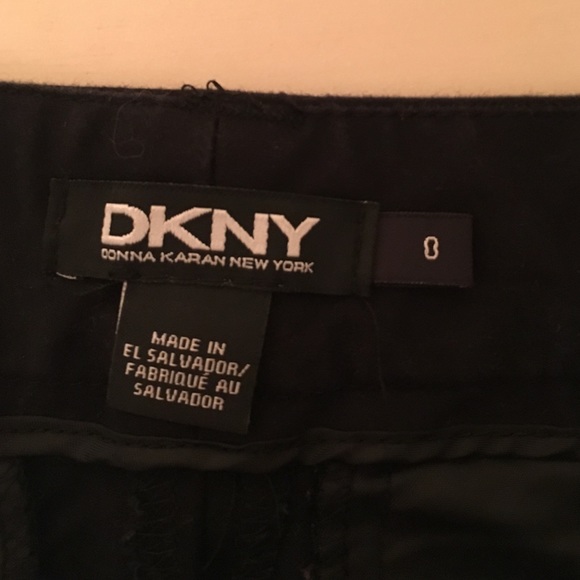 DKNY
DONNA KARAN NEW YORK
8
MADE IN
EL SALVADOR/
FABRIQUÉ AU
SALVADOR